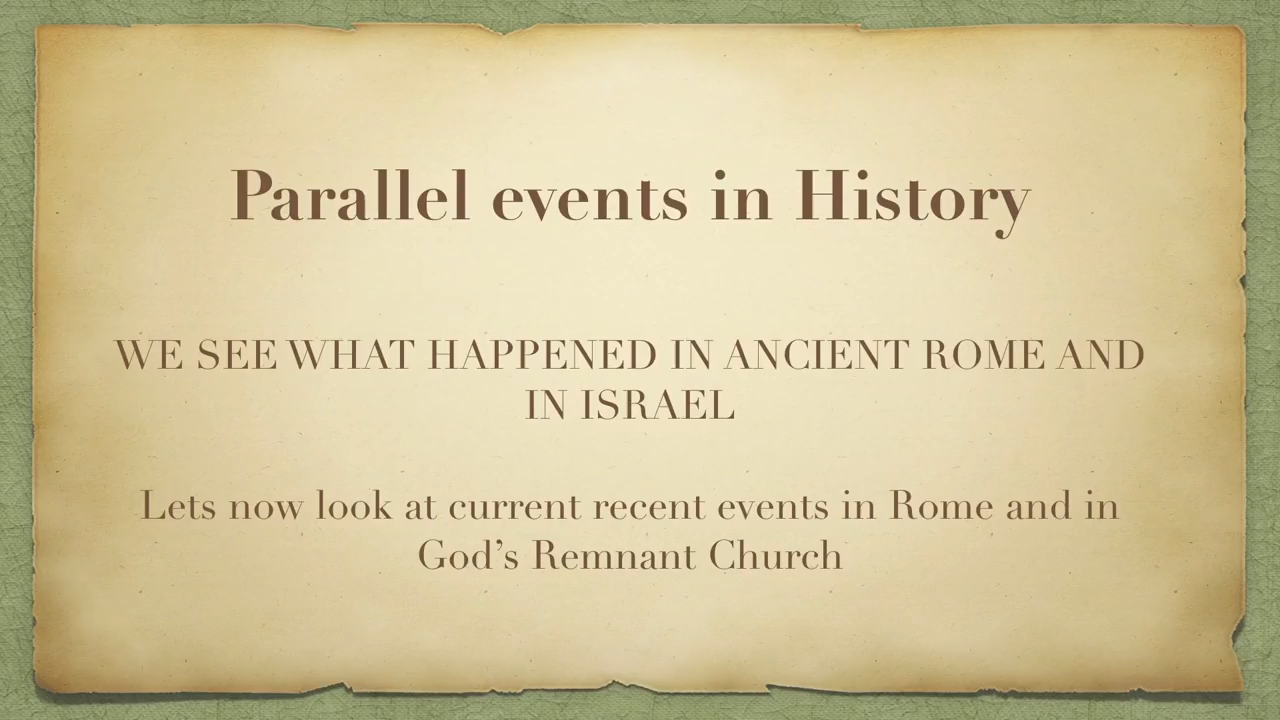 Parallel events in History
WE SEE WHAT HAPPENED IN ANCIENT ROME AND
IN ISRAEL
Lets now look at current recent events in Rome and in
God’s Remnant Church